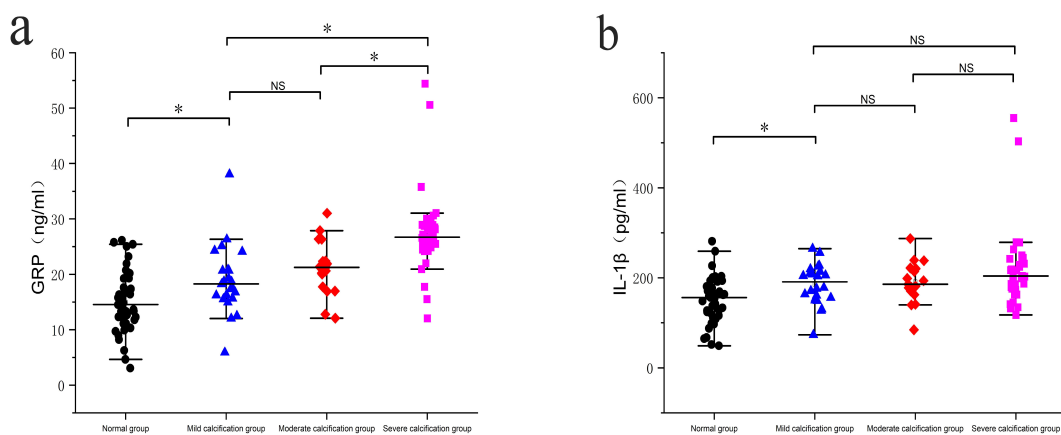 a
GRP（ng/ml）
60
50
40
30
20
10
0
*
*
NS
*
Normal group
Mild calcification group
Moderate calcification group
Severe calcification group
b
IL-1β（pg/ml）
600
400
200
0
NS
NS
NS
*
Normal group
Mild calcification group
Moderate calcification group
Severe calcification group